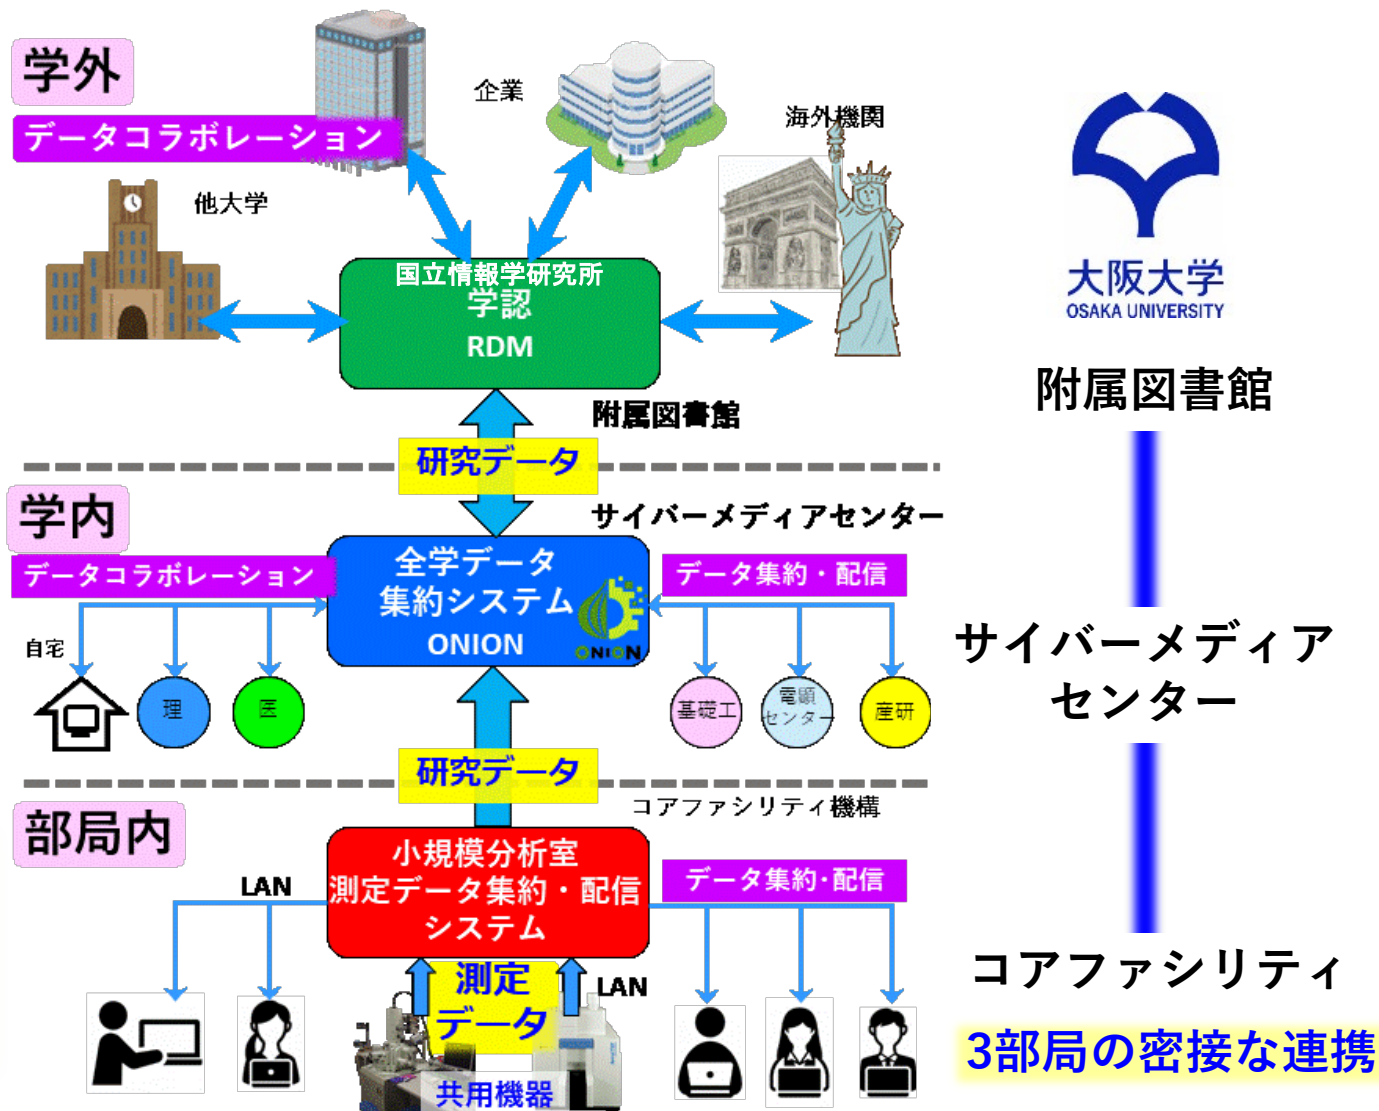 学外
データコラボレーション
企業
海外機関
他大学
国立情報学研究所
学認
RDM
附属図書館
研究データ
学内
サイバーメディアセンター
データコラボレーション
全学データ
集約システム
ONION
ONION
データ集約・配信
自宅
理
医
基礎工
電顕
センター
産研
研究データ
コアファシリティ機構
部局内
小規模分析室
測定データ集約・配信
システム
データ集約・配信
LAN
測定
データ
LAN
共用機器
大阪大学
OSAKA UNIVERSITY
附属図書館
サイバーメディア
センター
コアファシリティ
3部局の密接な連携